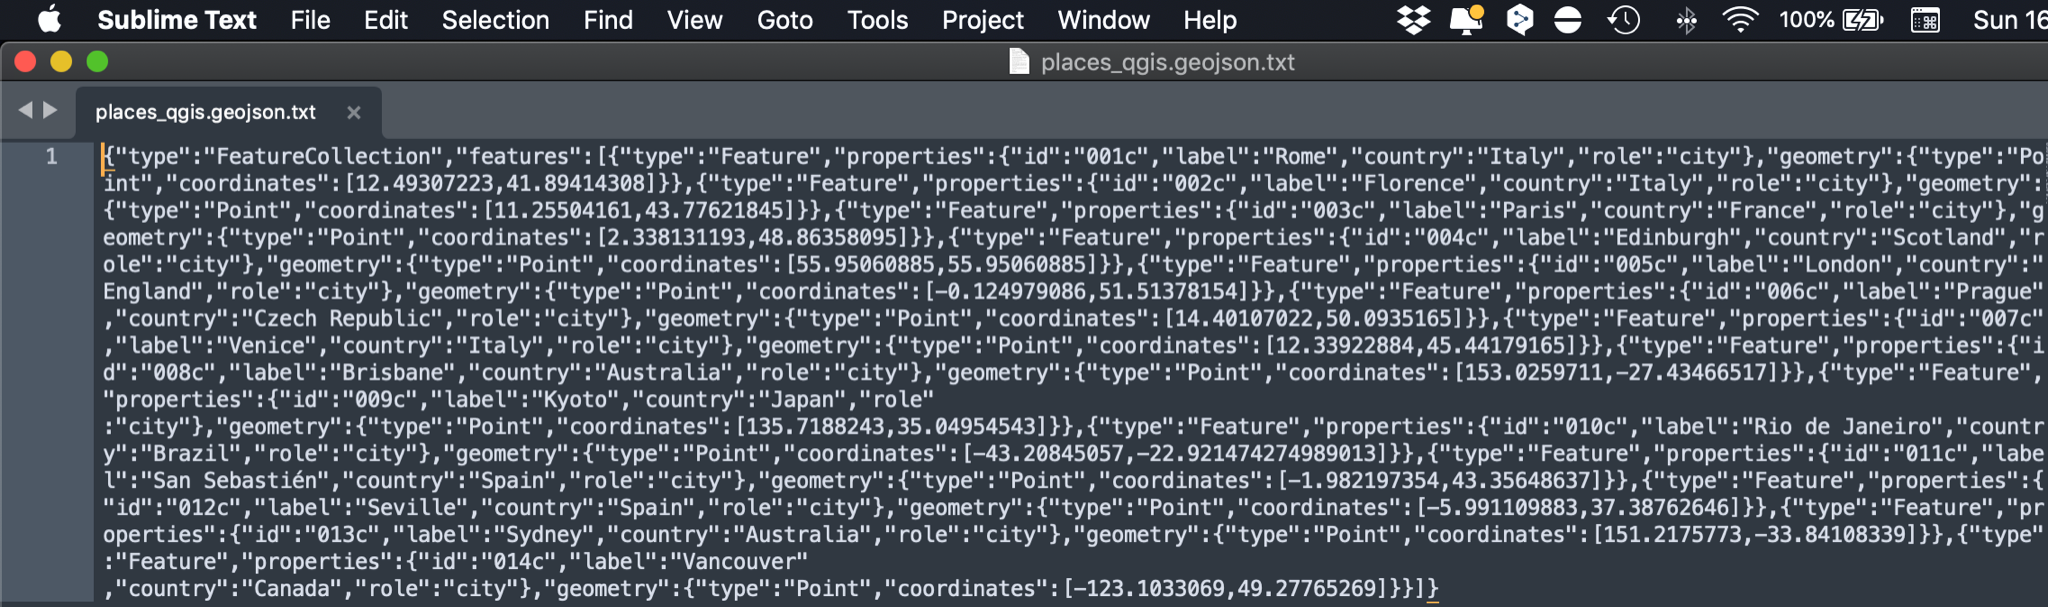 Sublime Text File Edit Selection Find View Goto Tools Project Window Help 100% Sun 16
places_qgis.geojson.txt
places_qgis.geojson.txt ×
1 {"type":"FeatureCollection","features":[{"type":"Feature","properties":{"id":"001c","label":"Rome","country":"Italy","role":"city"},"geometry":{"type":"Po
int","coordinates":[12.49307223,41.89414308]}},{"type":"Feature","properties":{"id":"002c","label":"Florence","country":"Italy","role":"city"},"geometry":
{"type":"Point","coordinates":[11.25504161,43.77621845]}},{"type":"Feature","properties":{"id":"003c","label":"Paris","country":"France","role":"city"},"g
eometry":{"type":"Point","coordinates":[2.338131193,48.86358095]}},{"type":"Feature","properties":{"id":"004c","label":"Edinburgh","country":"Scotland","r
ole":"city"},"geometry":{"type":"Point","coordinates":[55.95060885,55.95060885]}},{"type":"Feature","properties":{"id":"005c","label":"London","country":"
England","role":"city"},"geometry":{"type":"Point","coordinates":[-0.124979086,51.51378154]}},{"type":"Feature","properties":{"id":"006c","label":"Prague"
,"country":"Czech Republic","role":"city"},"geometry":{"type":"Point","coordinates":[14.40107022,50.0935165]}},{"type":"Feature","properties":{"id":"007c"
,"label":"Venice","country":"Italy","role":"city"},"geometry":{"type":"Point","coordinates":[12.33922884,45.44179165]}},{"type":"Feature","properties":{"i
d":"008c","label":"Brisbane","country":"Australia","role":"city"},"geometry":{"type":"Point","coordinates":[153.0259711,-27.43466517]}},{"type":"Feature",
"properties":{"id":"009c","label":"Kyoto","country":"Japan","role"
:"city"},"geometry":{"type":"Point","coordinates":[135.7188243,35.04954543]}},{"type":"Feature","properties":{"id":"010c","label":"Rio de Janeiro","countr
y":"Brazil","role":"city"},"geometry":{"type":"Point","coordinates":[-43.20845057,-22.921474274989013]}},{"type":"Feature","properties":{"id":"011c","labe
l":"San Sebastién","country":"Spain","role":"city"},"geometry":{"type":"Point","coordinates":[-1.982197354,43.35648637]}},{"type":"Feature","properties":{
"id":"012c","label":"Seville","country":"Spain","role":"city"},"geometry":{"type":"Point","coordinates":[-5.991109883,37.38762646]}},{"type":"Feature","pr
operties":{"id":"013c","label":"Sydney","country":"Australia","role":"city"},"geometry":{"type":"Point","coordinates":[151.2175773,-33.84108339]}},{"type"
:"Feature","properties":{"id":"014c","label":"Vancouver"
,"country":"Canada","role":"city"},"geometry":{"type":"Point","coordinates":[-123.1033069,49.27765269]}}]}